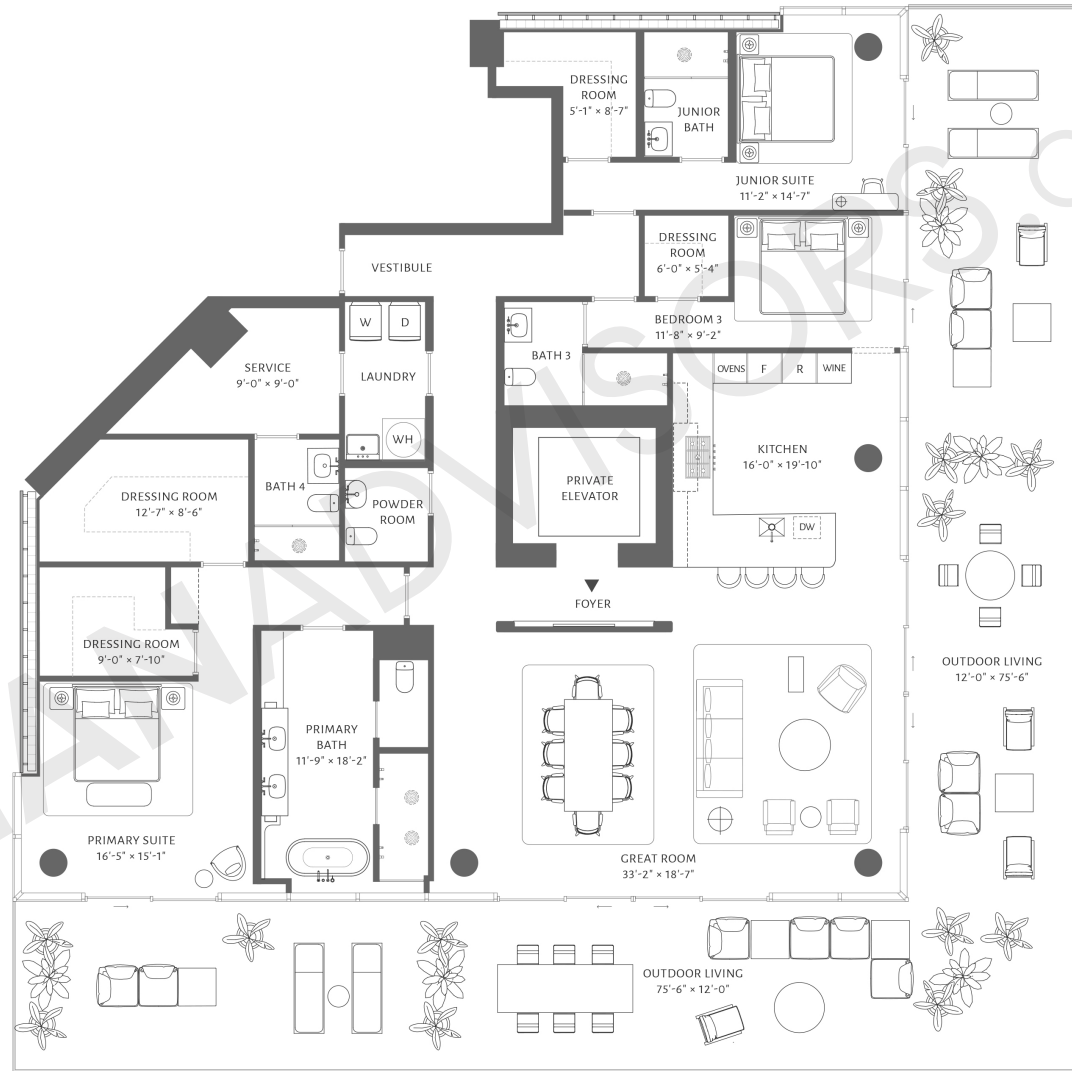 DRESSING
ROOM
5'-1" × 8'-7"
JUNIOR
BATH
JUNIOR SUITE
11'-2" × 14'-7"
DRESSING
ROOM
6'-0" × 5'-4"
VESTIBULE
BEDROOM 3
11'-8" × 9'-2"
W
D
BATH 3
SERVICE
9'-0" × 9'-0"
LAUNDRY
OVENS
F
R
WINE
WH
KITCHEN
16'-0" × 19'-10"
PRIVATE
ELEVATOR
BATH 4
DRESSING ROOM
12'-7" × 8'-6"
POWDER
ROOM
DW
FOYER
DRESSING ROOM
9'-0" × 7'-10"
OUTDOOR LIVING
12'-0" × 75'-6"
PRIMARY
BATH
11'-9" × 18'-2"
PRIMARY SUITE
16'-5" × 15'-1"
GREAT ROOM
33'-2" × 18'-7"
OUTDOOR LIVING
75'-6" × 12'-0"
ANADVISORS.C